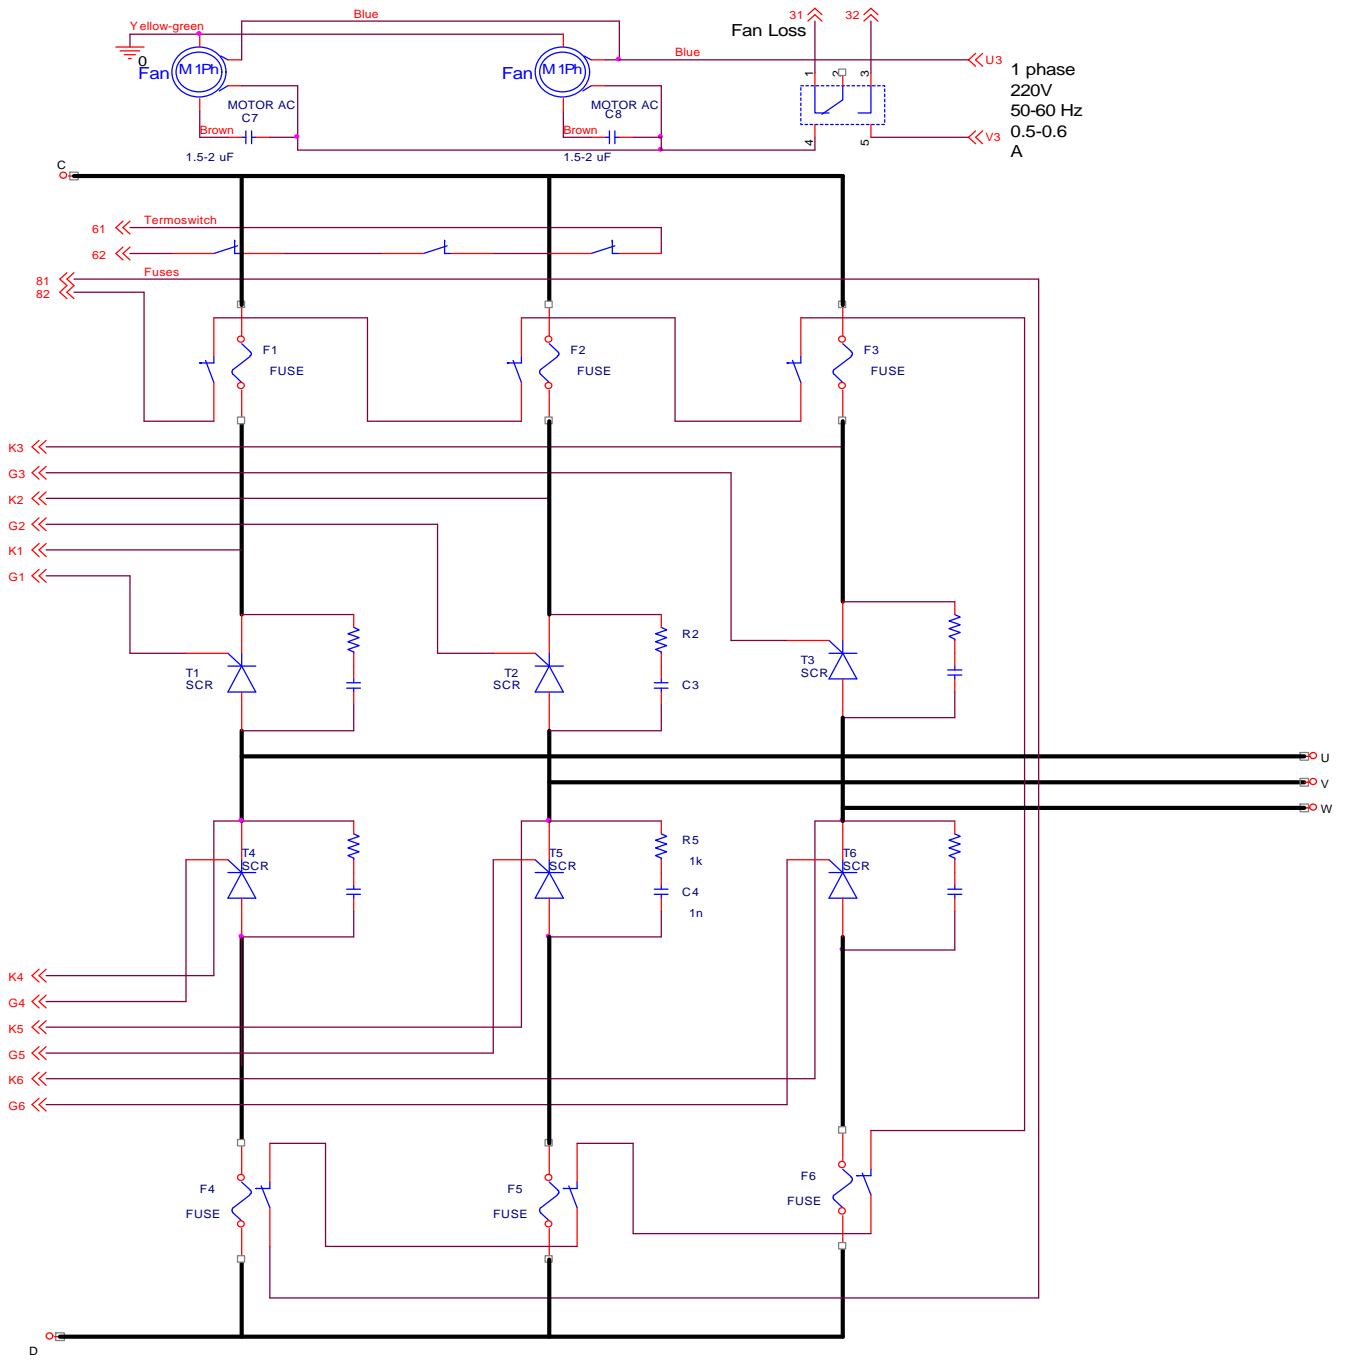 31
32
Blue
Yellow-green
Fan Loss
0
Fan
M 1Ph
Fan
M 1Ph
Blue
U3
1 phase
220V
50-60 Hz
0.5-0.6
A
1
2
3
MOTOR AC
C7
MOTOR AC
C8
Brown
Brown
4
5
V3
1.5-2 uF
1.5-2 uF
C
61
Termoswitch
62
81
Fuses
82
F1
FUSE
F2
FUSE
F3
FUSE
K3
G3
K2
G2
K1
G1
R2
T1
SCR
T2
SCR
C3
T3
SCR
U
V
W
T4
SCR
T5
SCR
R5
1k
C4
1n
T6
SCR
K4
G4
K5
G5
K6
G6
F4
FUSE
F5
FUSE
F6
FUSE
D